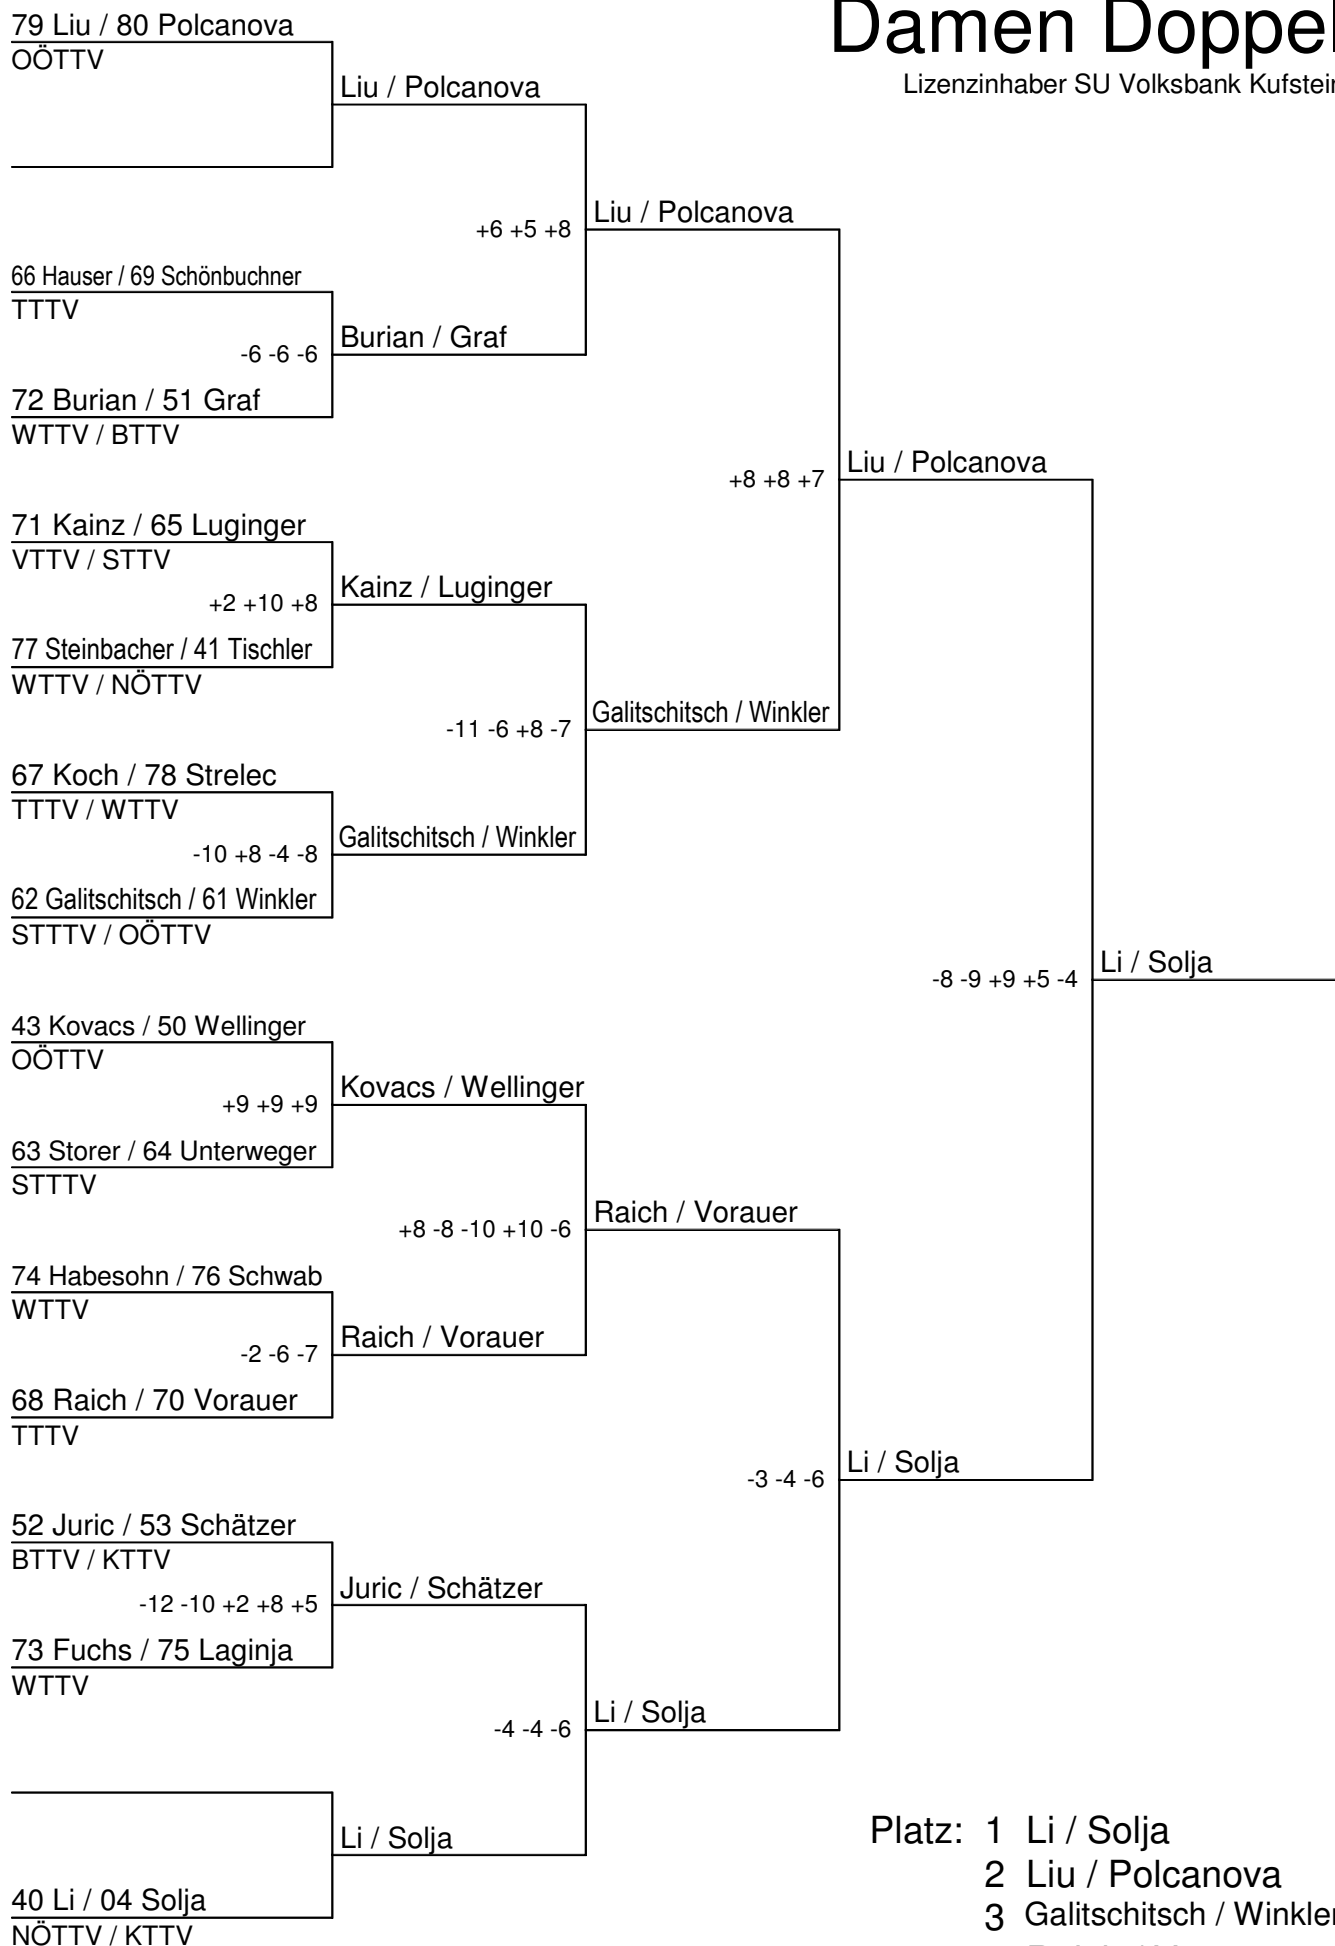 Damen Doppel
Lizenzinhaber SU Volksbank Kufstein
79 Liu / 80 Polcanova
OÖTTV
Liu / Polcanova
+6 +5 +8
Liu / Polcanova
66 Hauser / 69 Schönbuchner
TTTV
-6 -6 -6
Burian / Graf
72 Burian / 51 Graf
WTTV / BTTV
+8 +8 +7
Liu / Polcanova
71 Kainz / 65 Luginger
VTTV / STTV
+2 +10 +8
Kainz / Luginger
77 Steinbacher / 41 Tischler
WTTV / NÖTTV
-11 -6 +8 -7
Galitschitsch / Winkler
67 Koch / 78 Strelec
TTTV / WTTV
-10 +8 -4 -8
Galitschitsch / Winkler
62 Galitschitsch / 61 Winkler
STTTV / OÖTTV
-8 -9 +9 +5 -4
Li / Solja
43 Kovacs / 50 Wellinger
OÖTTV
+9 +9 +9
Kovacs / Wellinger
63 Storer / 64 Unterweger
STTTV
+8 -8 -10 +10 -6
Raich / Vorauer
74 Habesohn / 76 Schwab
WTTV
-2 -6 -7
Raich / Vorauer
68 Raich / 70 Vorauer
TTTV
-3 -4 -6
Li / Solja
52 Juric / 53 Schätzer
BTTV / KTTV
-12 -10 +2 +8 +5
Juric / Schätzer
73 Fuchs / 75 Laginja
WTTV
-4 -4 -6
Li / Solja
Li / Solja
40 Li / 04 Solja
NÖTTV / KTTV
Platz: 1 Li / Solja
2 Liu / Polcanova
3 Galitschitsch / Winkler